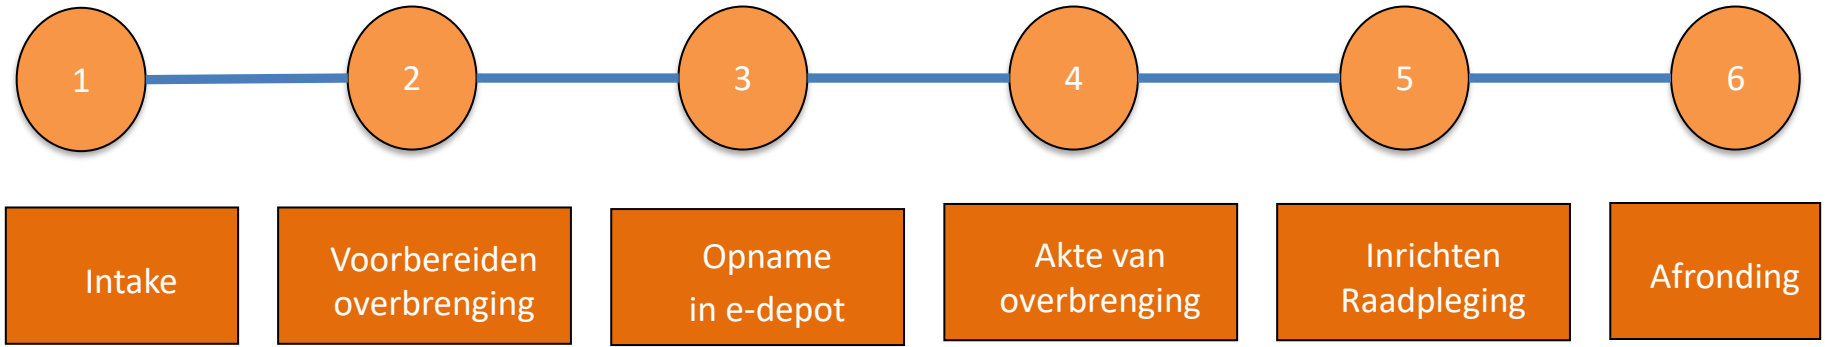 1
2
3
4
5
6
Intake
Voorbereiden
overbrenging
Opname
in e-depot
Akte van
overbrenging
Inrichten
Raadpleging
Afronding